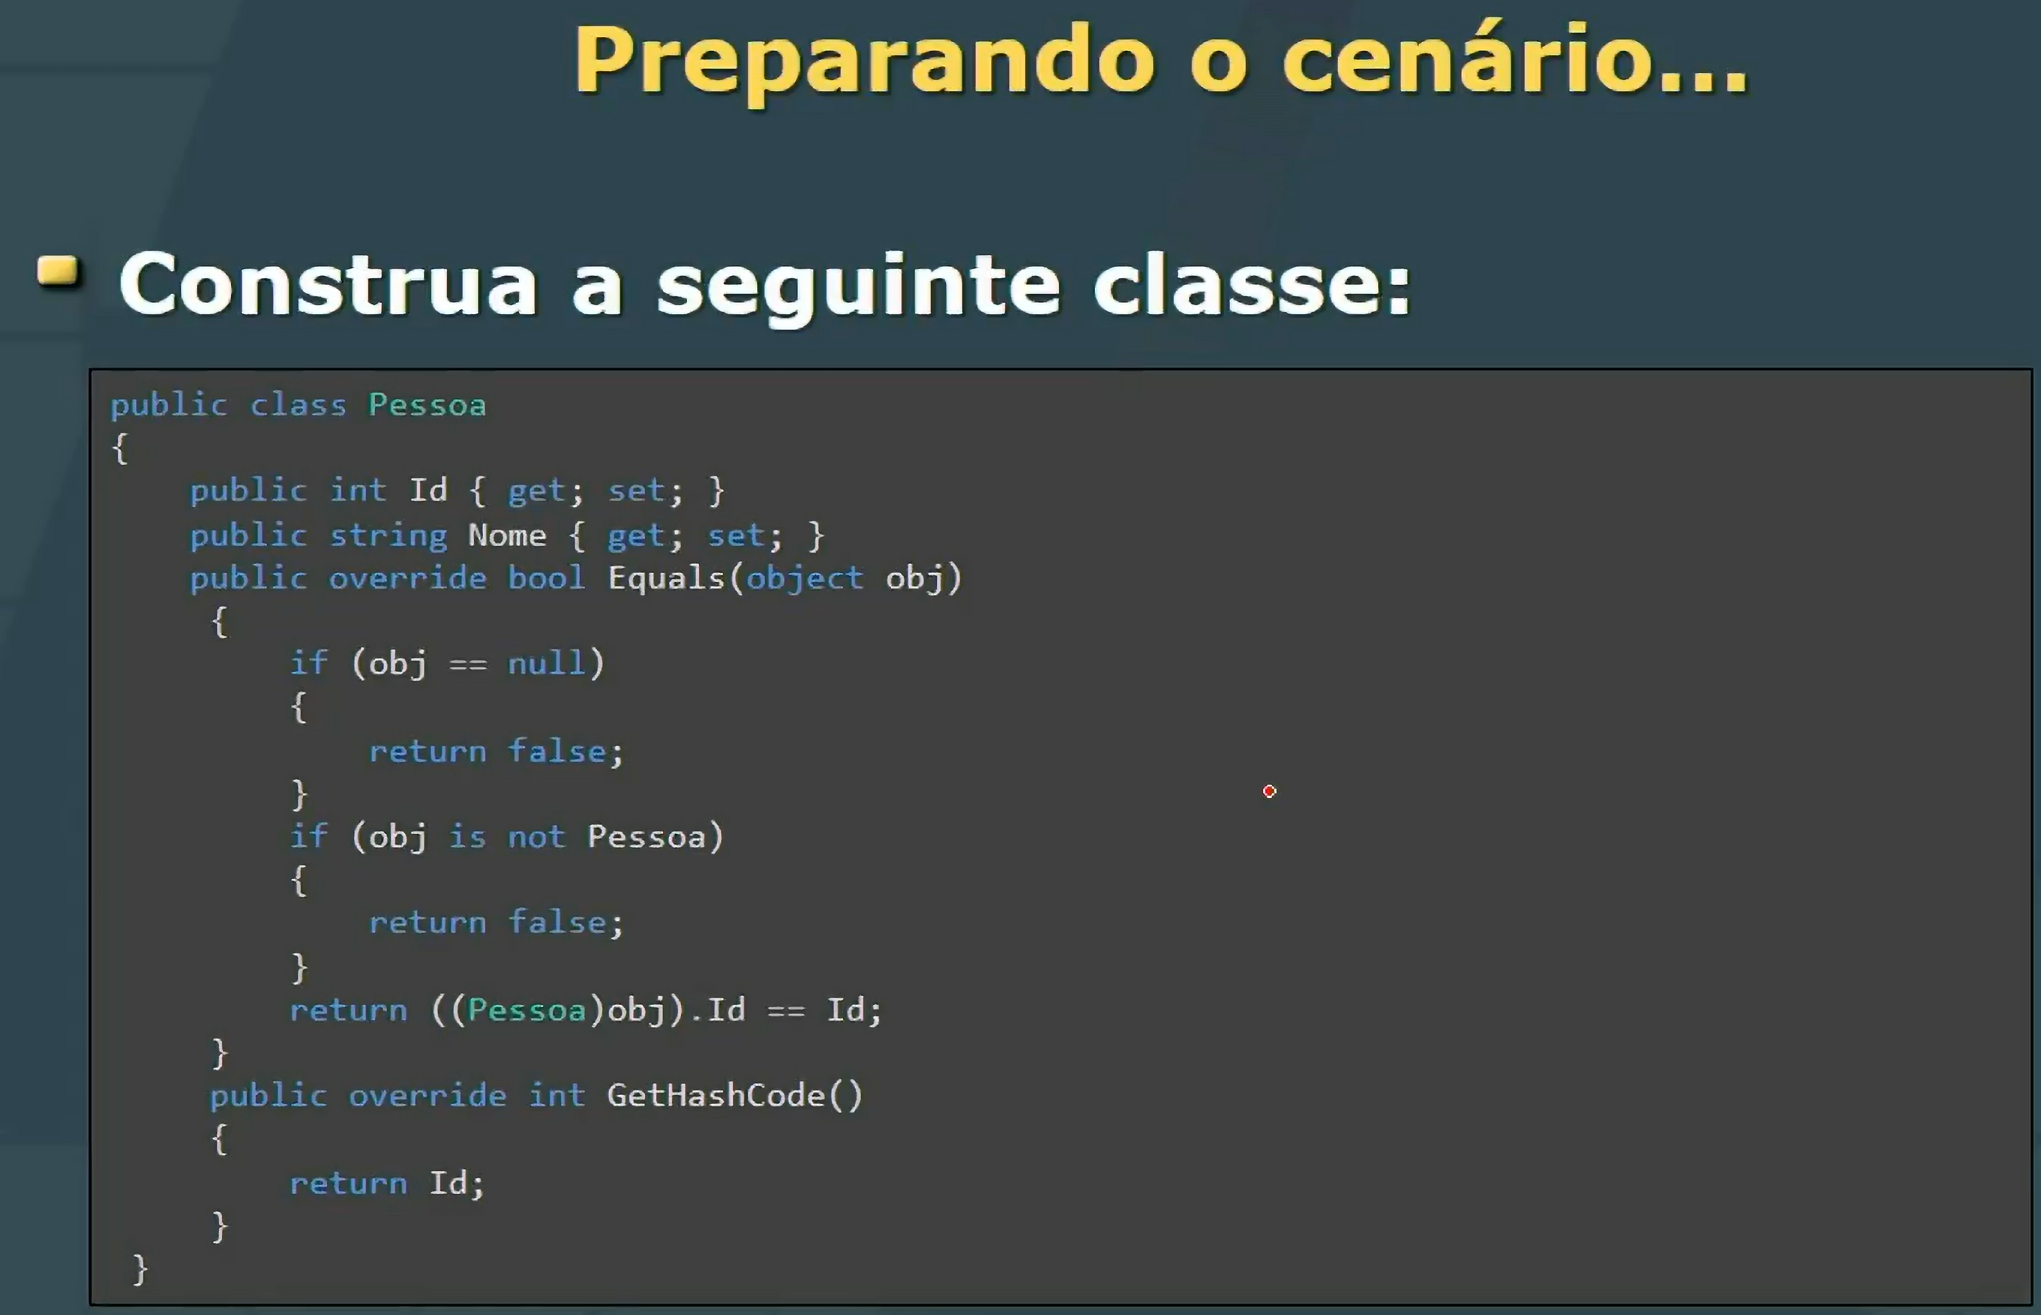 Preparando o cenário...
Construa a seguinte classe:
public class Pessoa
{
    public int Id { get; set; }
    public string Nome { get; set; }
    public override bool Equals(object obj)
     {
         if (obj == null)
         {
             return false;
         }
         if (obj is not Pessoa)
         {
             return false;
         }
         return ((Pessoa)obj).Id == Id;
     }
     public override int GetHashCode()
     {
         return Id;
     }
 }